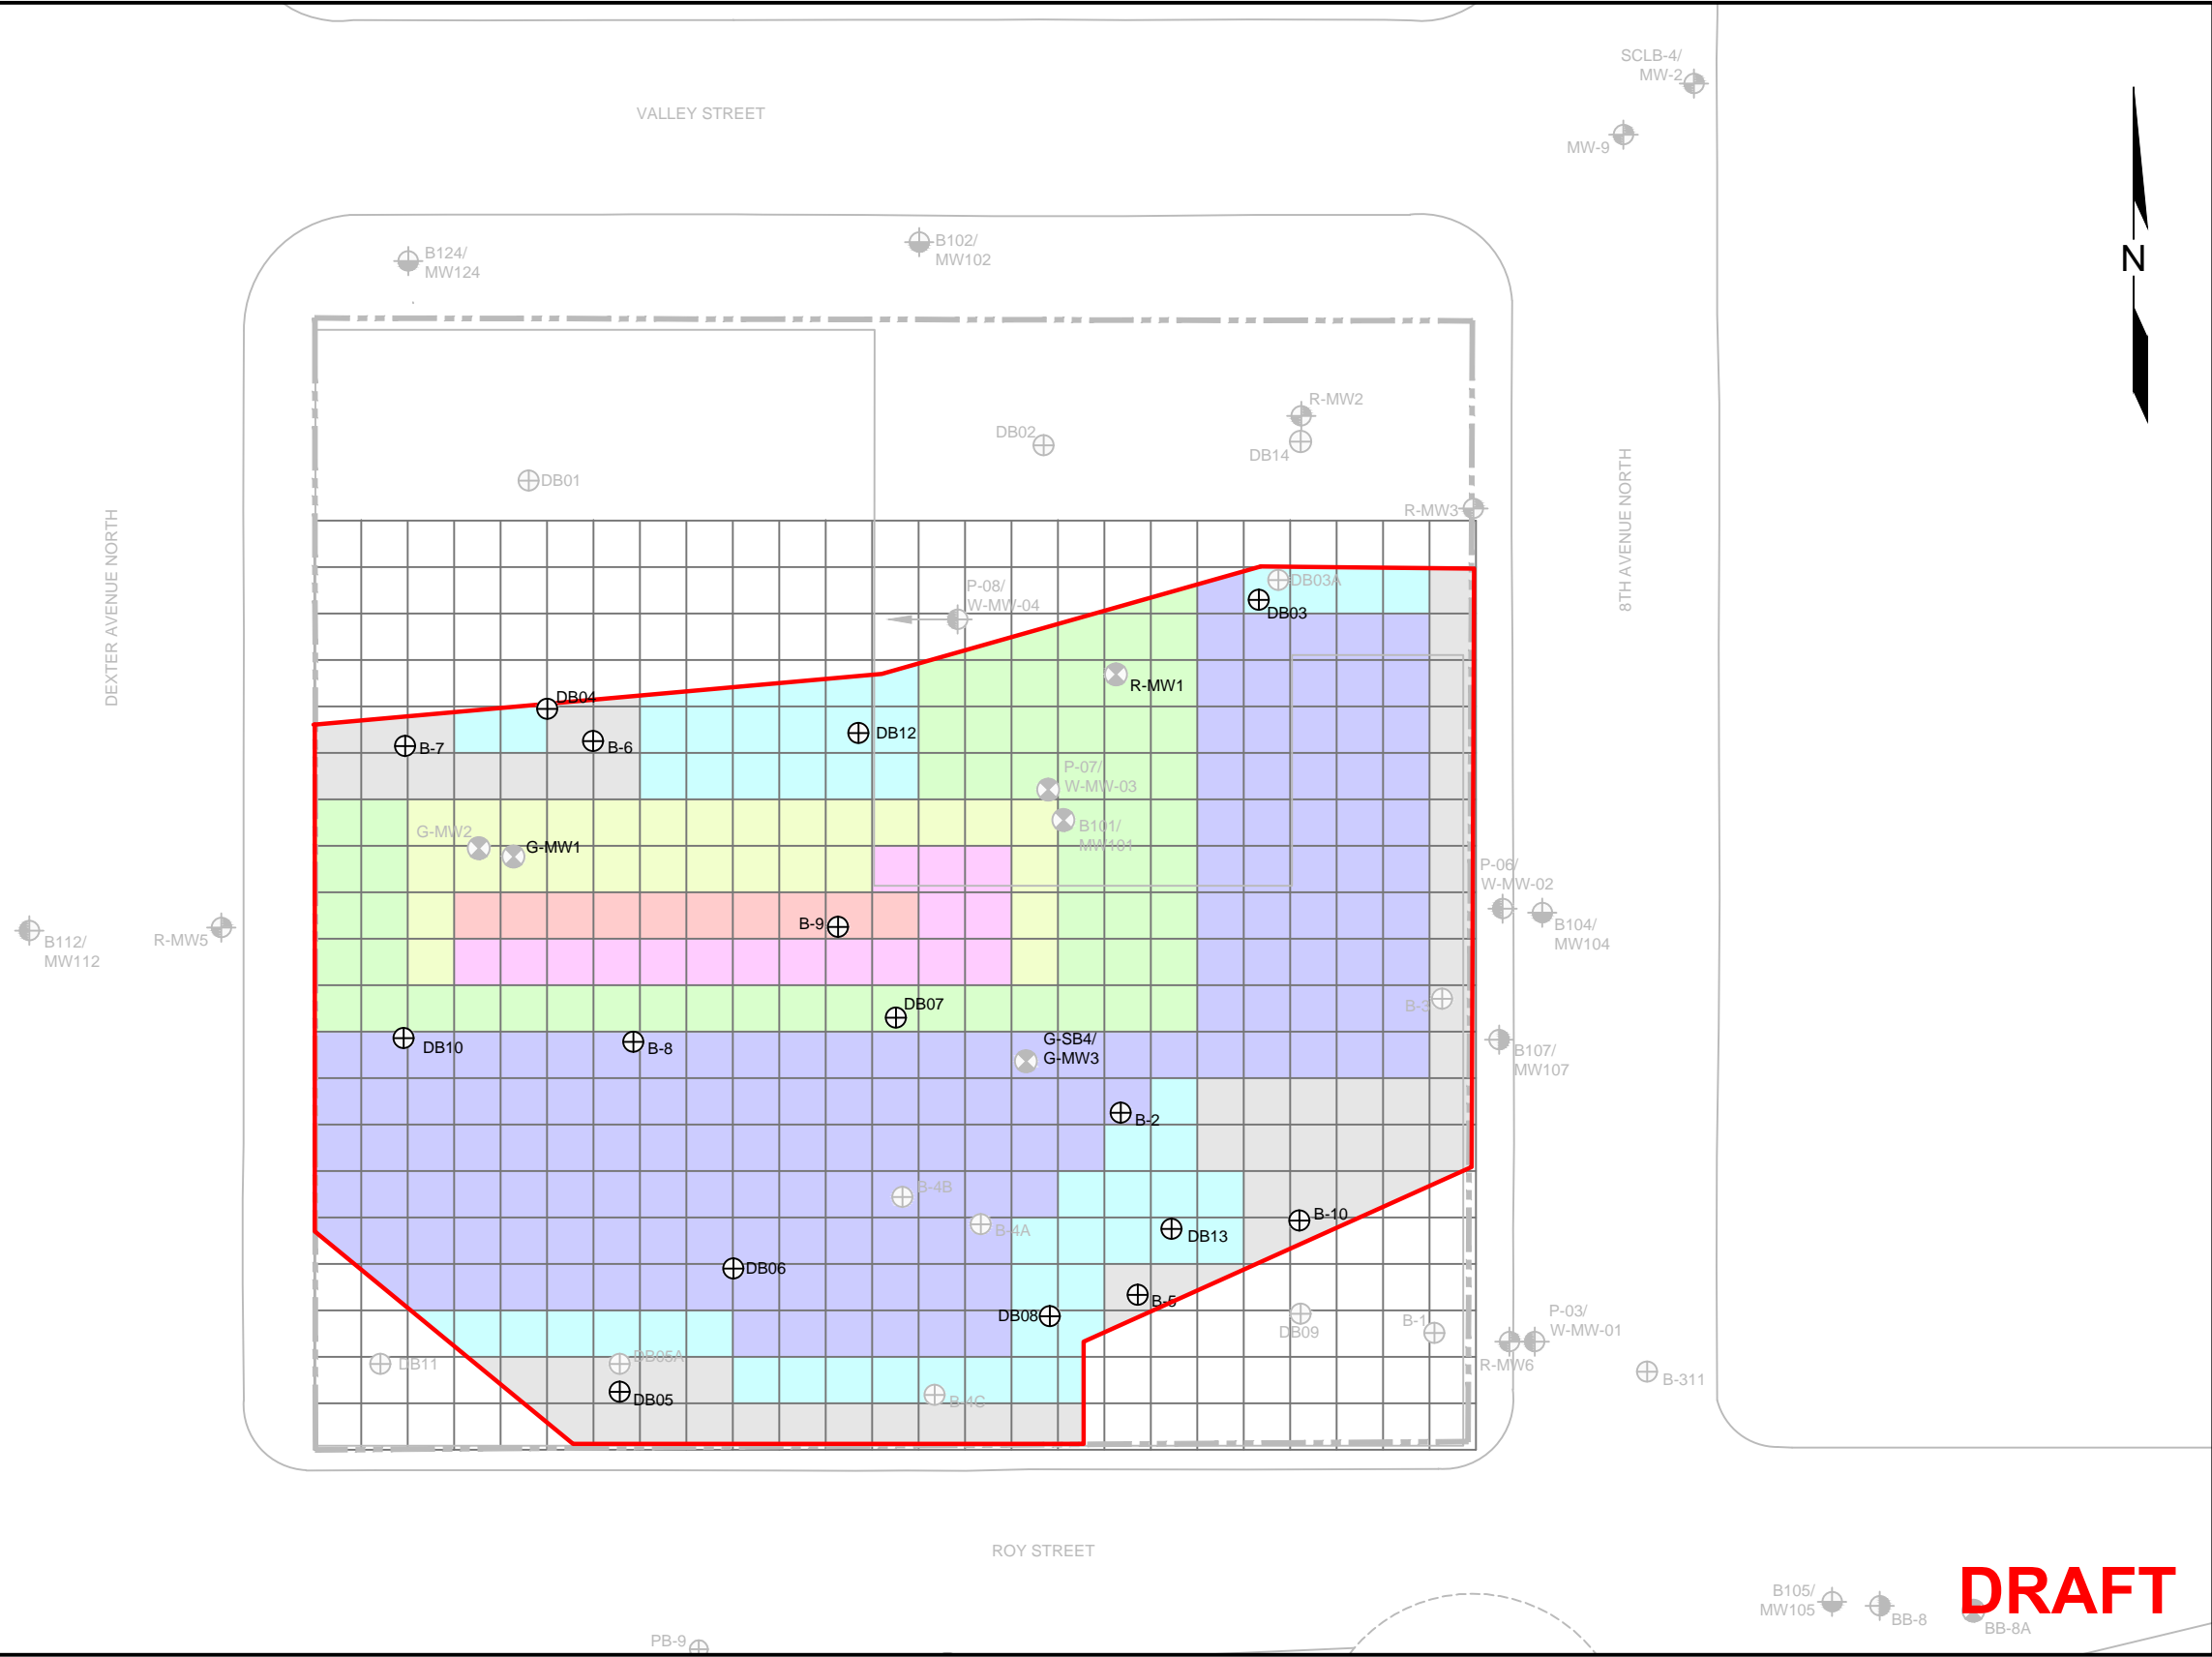 SCLB-4/
MW-2
VALLEY STREET
MW-9
B124/
MW124
B102/
MW102
N
R-MW2
DB02
DB14
DB01
R-MW3
DEXTER AVENUE NORTH
8TH AVENUE NORTH
P-08/
W-MW-04
DB03A
DB03
R-MW1
DB04
B-7
B-6
DB12
P-07/
W-MW-03
B101/
MW101
G-MW2
G-MW1
P-06/
W-MW-02
B112/
MW112
R-MW5
B-9
B104/
MW104
DB07
B-3
DB10
B-8
G-SB4/
G-MW3
B107/
MW107
B-2
B-4B
B-4A
DB13
B-10
DB06
DB08
B-5
DB09
B-1
P-03/
W-MW-01
R-MW6
B-311
DB11
DB05A
DB05
B-4C
ROY STREET
B105/
MW105
BB-8
BB-8A
DRAFT
PB-9